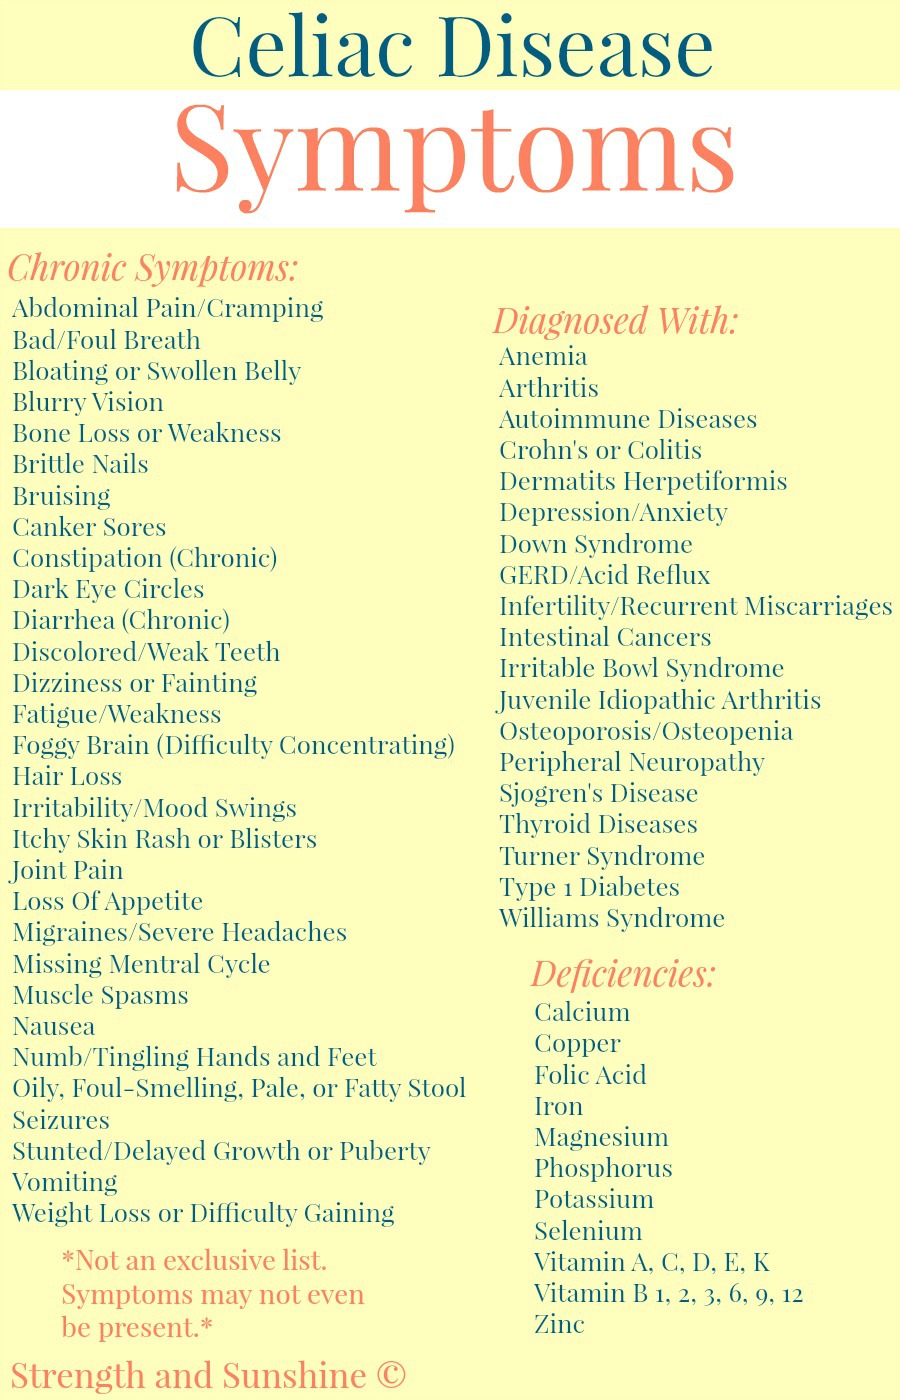 Celiac Disease
Symptoms
Chronic Symptoms:
Abdominal Pain/Cramping
Bad/Foul Breath
Bloating or Swollen Belly
Blurry Vision
Bone Loss or Weakness
Brittle Nails
Bruising
Canker Sores
Constipation (Chronic)
Dark Eye Circles
Diarrhea (Chronic)
Discolored/Weak Teeth
Dizziness or Fainting
Fatigue/Weakness
Foggy Brain (Difficulty Concentrating)
Hair Loss
Irritability/Mood Swings
Itchy Skin Rash or Blisters
Joint Pain
Loss Of Appetite
Migraines/Severe Headaches
Missing Mentral Cycle
Muscle Spasms
Nausea
Numb/Tingling Hands and Feet
Oily, Foul-Smelling, Pale, or Fatty Stool
Seizures
Stunted/Delayed Growth or Puberty
Vomiting
Weight Loss or Difficulty Gaining
*Not an exclusive list.
Symptoms may not even
be present.*
Diagnosed With:
Anemia
Arthritis
Autoimmune Diseases
Crohn's or Colitis
Dermatits Herpetiformis
Depression/Anxiety
Down Syndrome
GERD/Acid Reflux
Infertility/Recurrent Miscarriages
Intestinal Cancers
Irritable Bowl Syndrome
Juvenile Idiopathic Arthritis
Osteoporosis/Osteopenia
Peripheral Neuropathy
Sjogren's Disease
Thyroid Diseases
Turner Syndrome
Type 1 Diabetes
Williams Syndrome
Deficiencies:
Calcium
Copper
Folic Acid
Iron
Magnesium
Phosphorus
Potassium
Selenium
Vitamin A, C, D, E, K
Vitamin B 1, 2, 3, 6, 9, 12
Zinc
Strength and Sunshine ©